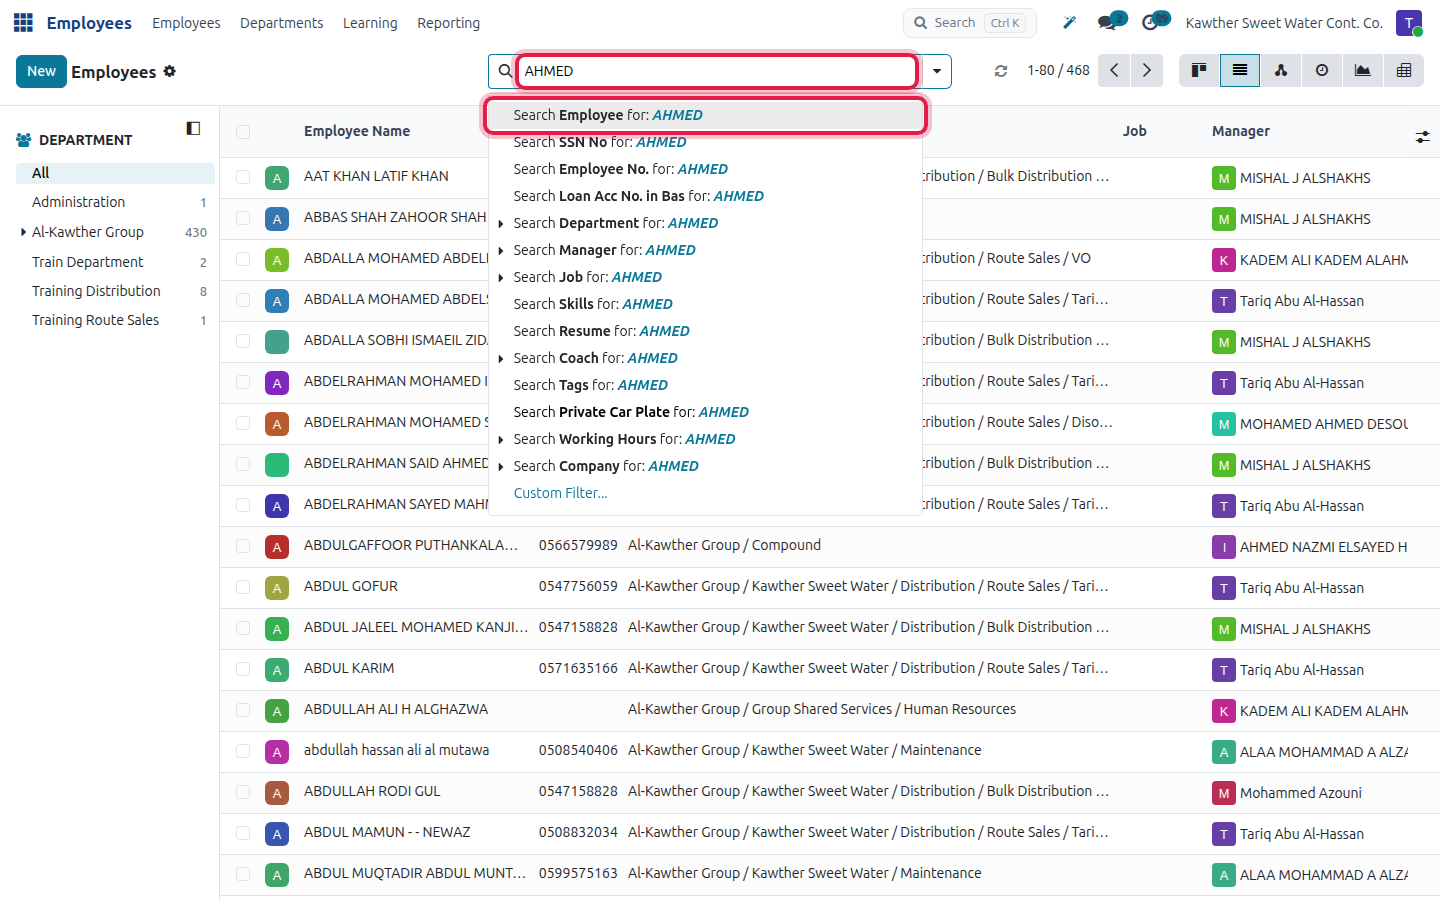 Employees Employees Departments Learning Reporting Search Ctrl K 2 Kawther Sweet Water Cont. Co. T
New Employees AHMED 1-80 / 468
DEPARTMENT
All
Administration 1
Al-Kawther Group 430
Train Department 2
Training Distribution 8
Training Route Sales 1
Search Employee for: AHMED
Search SSN No for: AHMED
Search Employee No. for: AHMED
Search Loan Acc No. in Bas for: AHMED
Search Department for: AHMED
Search Manager for: AHMED
Search Job for: AHMED
Search Skills for: AHMED
Search Resume for: AHMED
Search Coach for: AHMED
Search Tags for: AHMED
Search Private Car Plate for: AHMED
Search Working Hours for: AHMED
Search Company for: AHMED
Custom Filter...
Employee Name Job Manager
A AAT KHAN LATIF KHAN ribution / Bulk Distribution ... M MISHAL J ALSHAKHS
A ABBAS SHAH ZAHOOR SHAH M MISHAL J ALSHAKHS
A ABDALLA MOHAMED ABDEL ribution / Route Sales / VO K KADEM ALI KADEM ALAHM
A ABDALLA MOHAMED ABDELS ribution / Route Sales / Tari... T Tariq Abu Al-Hassan
ABDALLA SOBHI ISMAEIL ZID ribution / Bulk Distribution ... M MISHAL J ALSHAKHS
A ABDELRAHMAN MOHAMED I ribution / Route Sales / Tari... T Tariq Abu Al-Hassan
A ABDELRAHMAN MOHAMED S ribution / Route Sales / Diso... M MOHAMED AHMED DESOU
ABDELRAHMAN SAID AHMED ribution / Bulk Distribution ... M MISHAL J ALSHAKHS
A ABDELRAHMAN SAYED MAH ribution / Route Sales / Tari... T Tariq Abu Al-Hassan
A ABDULGAFFOOR PUTHANKALA... 0566579989 Al-Kawther Group / Compound I AHMED NAZMI ELSAYED H
A ABDUL GOFUR 0547756059 Al-Kawther Group / Kawther Sweet Water / Distribution / Route Sales / Tari... T Tariq Abu Al-Hassan
A ABDUL JALEEL MOHAMED KANJI... 0547158828 Al-Kawther Group / Kawther Sweet Water / Distribution / Bulk Distribution ... M MISHAL J ALSHAKHS
A ABDUL KARIM 0571635166 Al-Kawther Group / Kawther Sweet Water / Distribution / Route Sales / Tari... T Tariq Abu Al-Hassan
A ABDULLAH ALI H ALGHAZWA Al-Kawther Group / Group Shared Services / Human Resources K KADEM ALI KADEM ALAHM
A abdullah hassan ali al mutawa 0508540406 Al-Kawther Group / Kawther Sweet Water / Maintenance A ALAA MOHAMMAD A ALZA
A ABDULLAH RODI GUL 0547158828 Al-Kawther Group / Kawther Sweet Water / Distribution / Bulk Distribution ... M Mohammed Azouni
A ABDUL MAMUN - - NEWAZ 0508832034 Al-Kawther Group / Kawther Sweet Water / Distribution / Route Sales / Tari... T Tariq Abu Al-Hassan
A ABDUL MUQTADIR ABDUL MUNT... 0599575163 Al-Kawther Group / Kawther Sweet Water / Maintenance A ALAA MOHAMMAD A ALZA